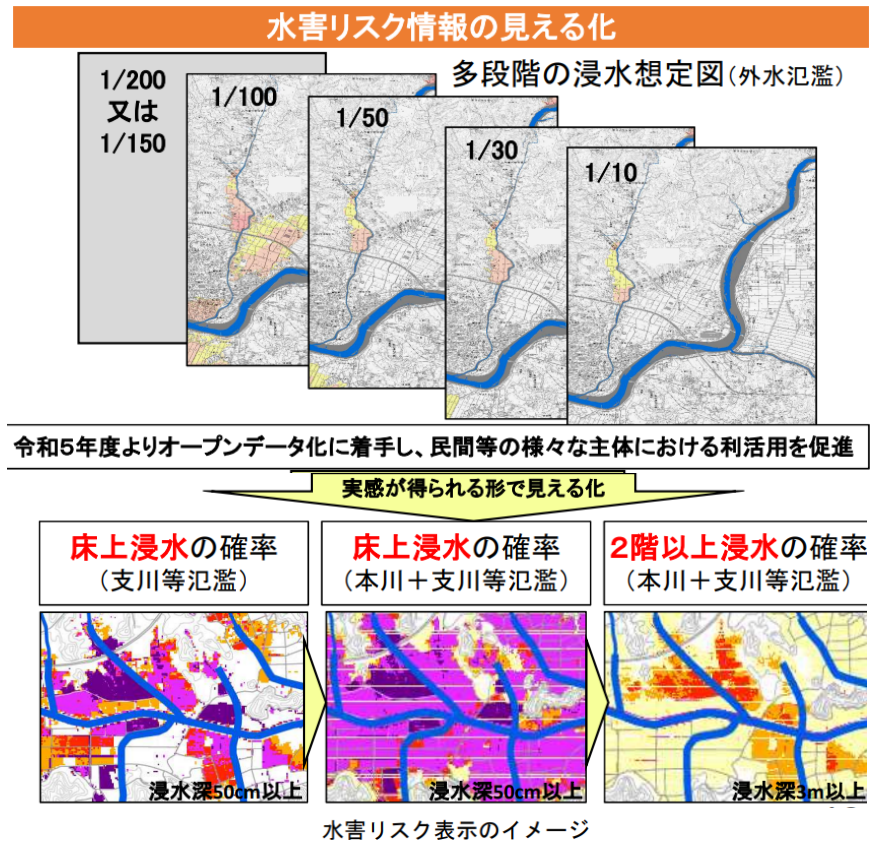 水害リスク情報の見える化
多段階の浸水想定図(外水氾濫)
1/200
又は
1/150
1/100
1/50
1/30
1/10
令和5年度よりオープンデータ化に着手し、民間等の様々な主体における利活用を促進
実感が得られる形で見える化
床上浸水の確率
(支川等氾濫)
床上浸水の確率
(本川+支川等氾濫)
2階以上浸水の確率
(本川+支川等氾濫)
浸水深50cm以上
浸水深50cm以上
浸水深3m以上
水害リスク表示のイメージ